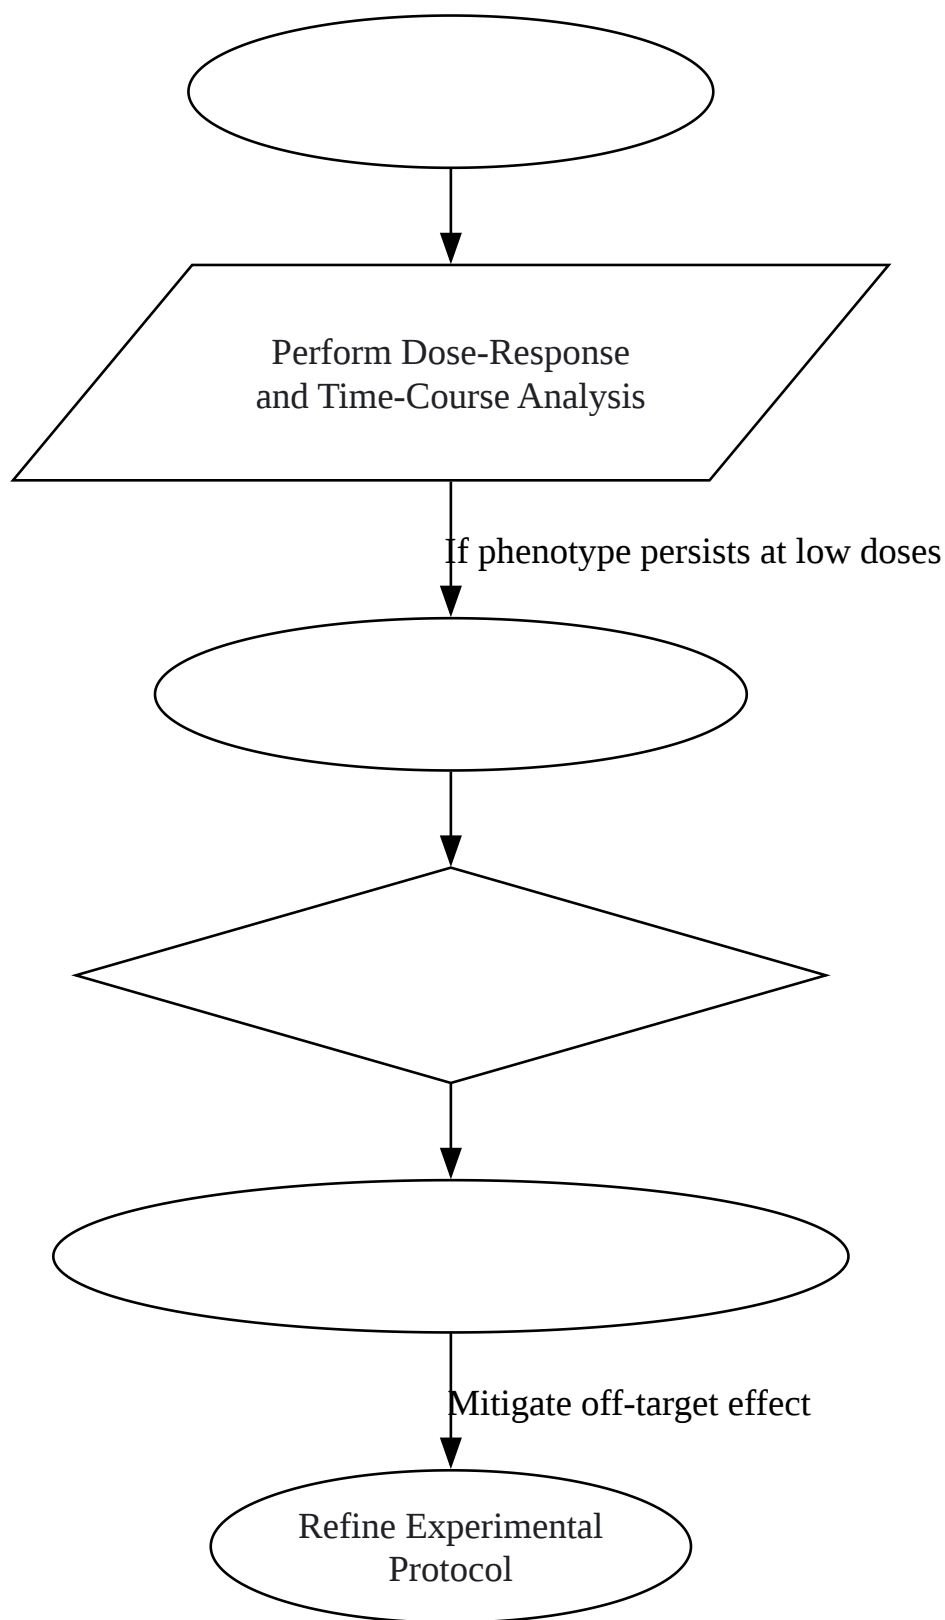 Perform Dose-Response
and Time-Course Analysis
If phenotype persists at low doses
Mitigate off-target effect
Refine Experimental
Protocol